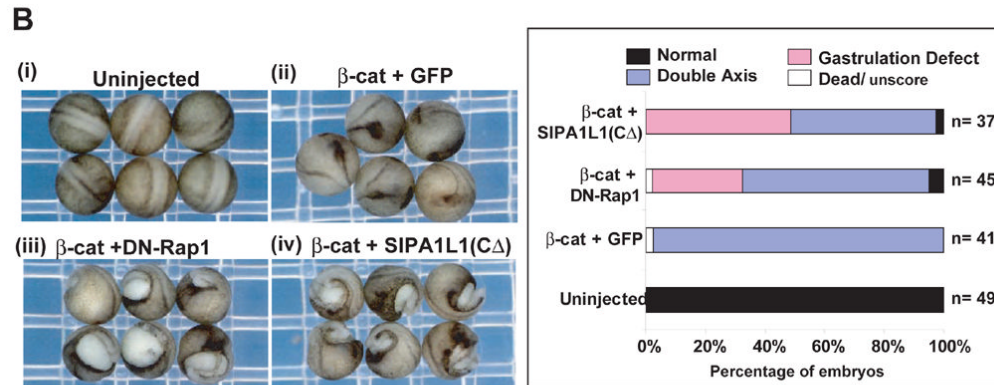 B
(i)
Uninjected
(ii)
β-cat + GFP
(iii) β-cat +DN-Rap1
(iv) β-cat + SIPA1L1(CΔ)
Normal
Gastrulation Defect
Double Axis
Dead/ unscore
β-cat +
SIPA1L1(CΔ)
n= 37
β-cat +
DN-Rap1
n= 45
β-cat + GFP
n= 41
Uninjected
n= 49
0% 20% 40% 60% 80% 100%
Percentage of embryos